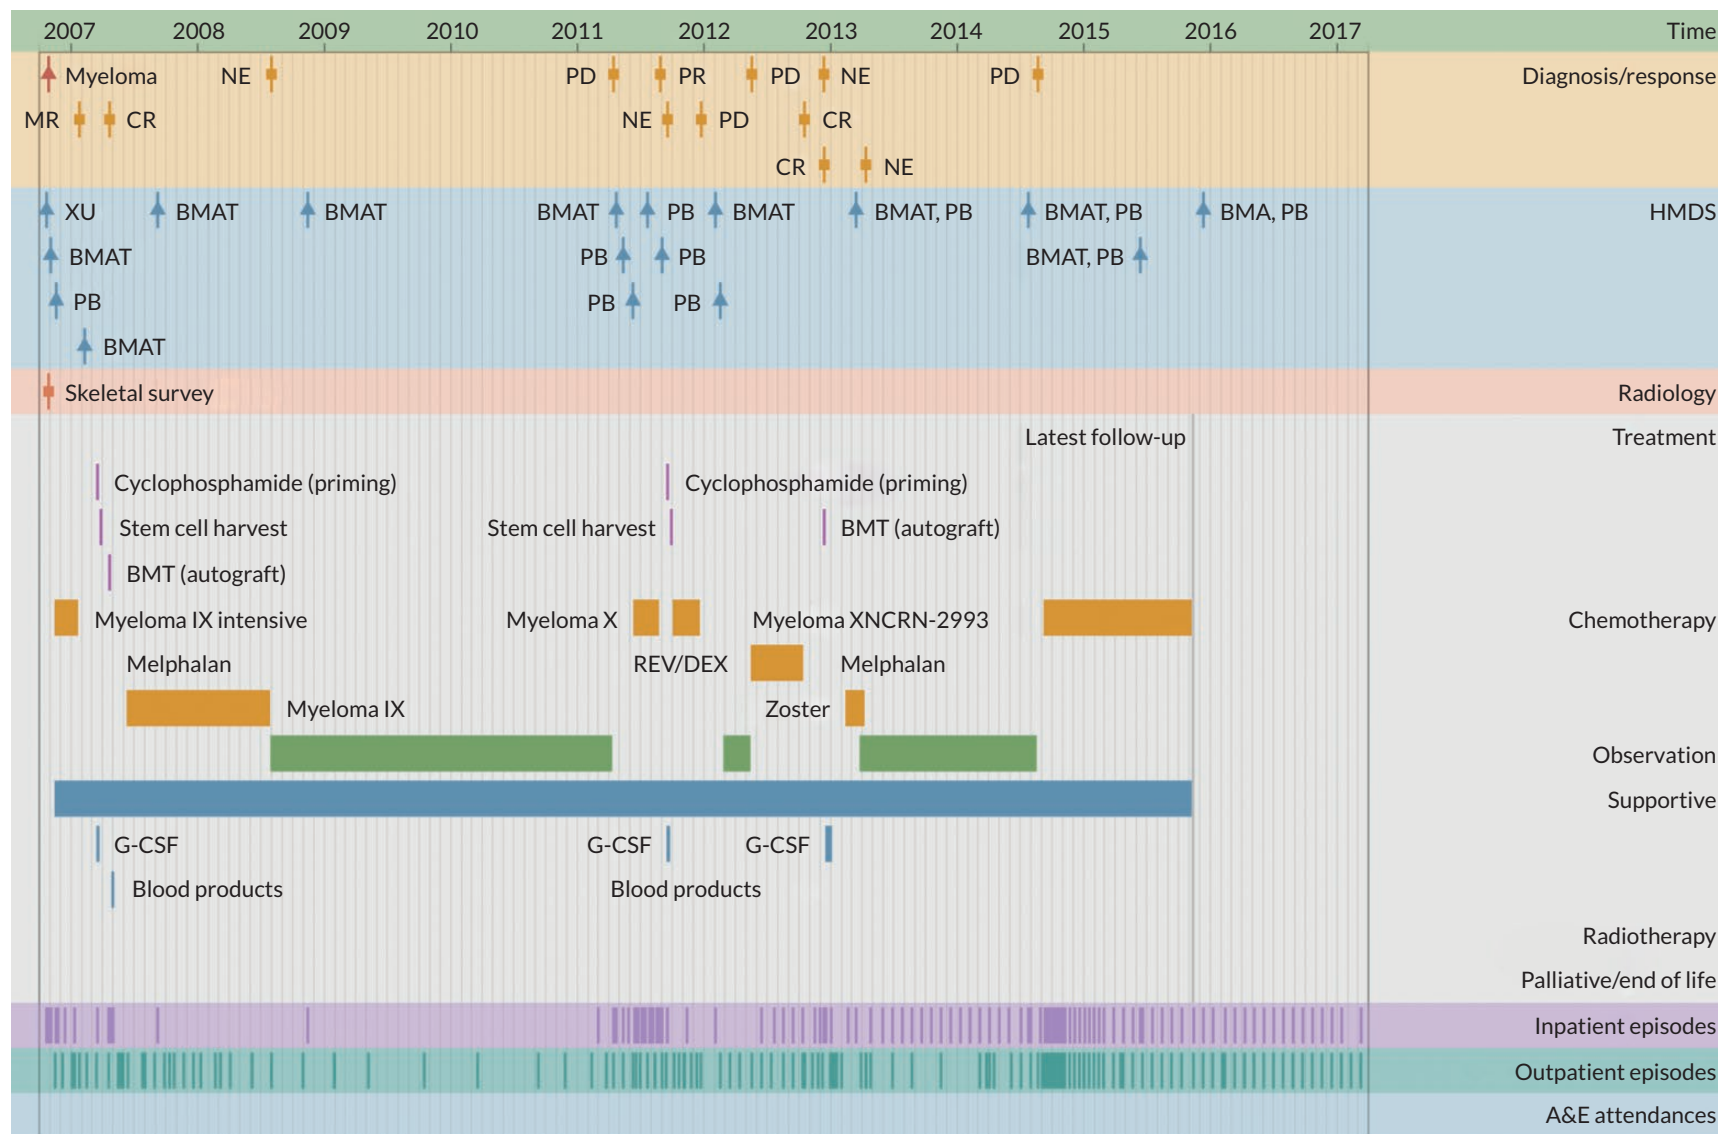 2007 2008 2009 2010 2011 2012 2013 2014 2015 2016 2017 Time
Myeloma NE PD PR PD NE PD Diagnosis/response
MR CR NE PD CR
CR NE
XU BMAT BMAT BMAT PB BMAT BMAT, PB BMAT, PB BMA, PB HMDS
BMAT PB PB BMAT, PB
PB PB PB
BMAT
Skeletal survey Radiology
Latest follow-up Treatment
Cyclophosphamide (priming) Cyclophosphamide (priming)
Stem cell harvest Stem cell harvest BMT (autograft)
BMT (autograft)
Myeloma IX intensive Myeloma X Myeloma XNCRN-2993 Chemotherapy
Melphalan REV/DEX Melphalan
Myeloma IX Zoster
Observation
Supportive
G-CSF G-CSF G-CSF
Blood products Blood products
Radiotherapy
Palliative/end of life
Inpatient episodes
Outpatient episodes
A&E attendances